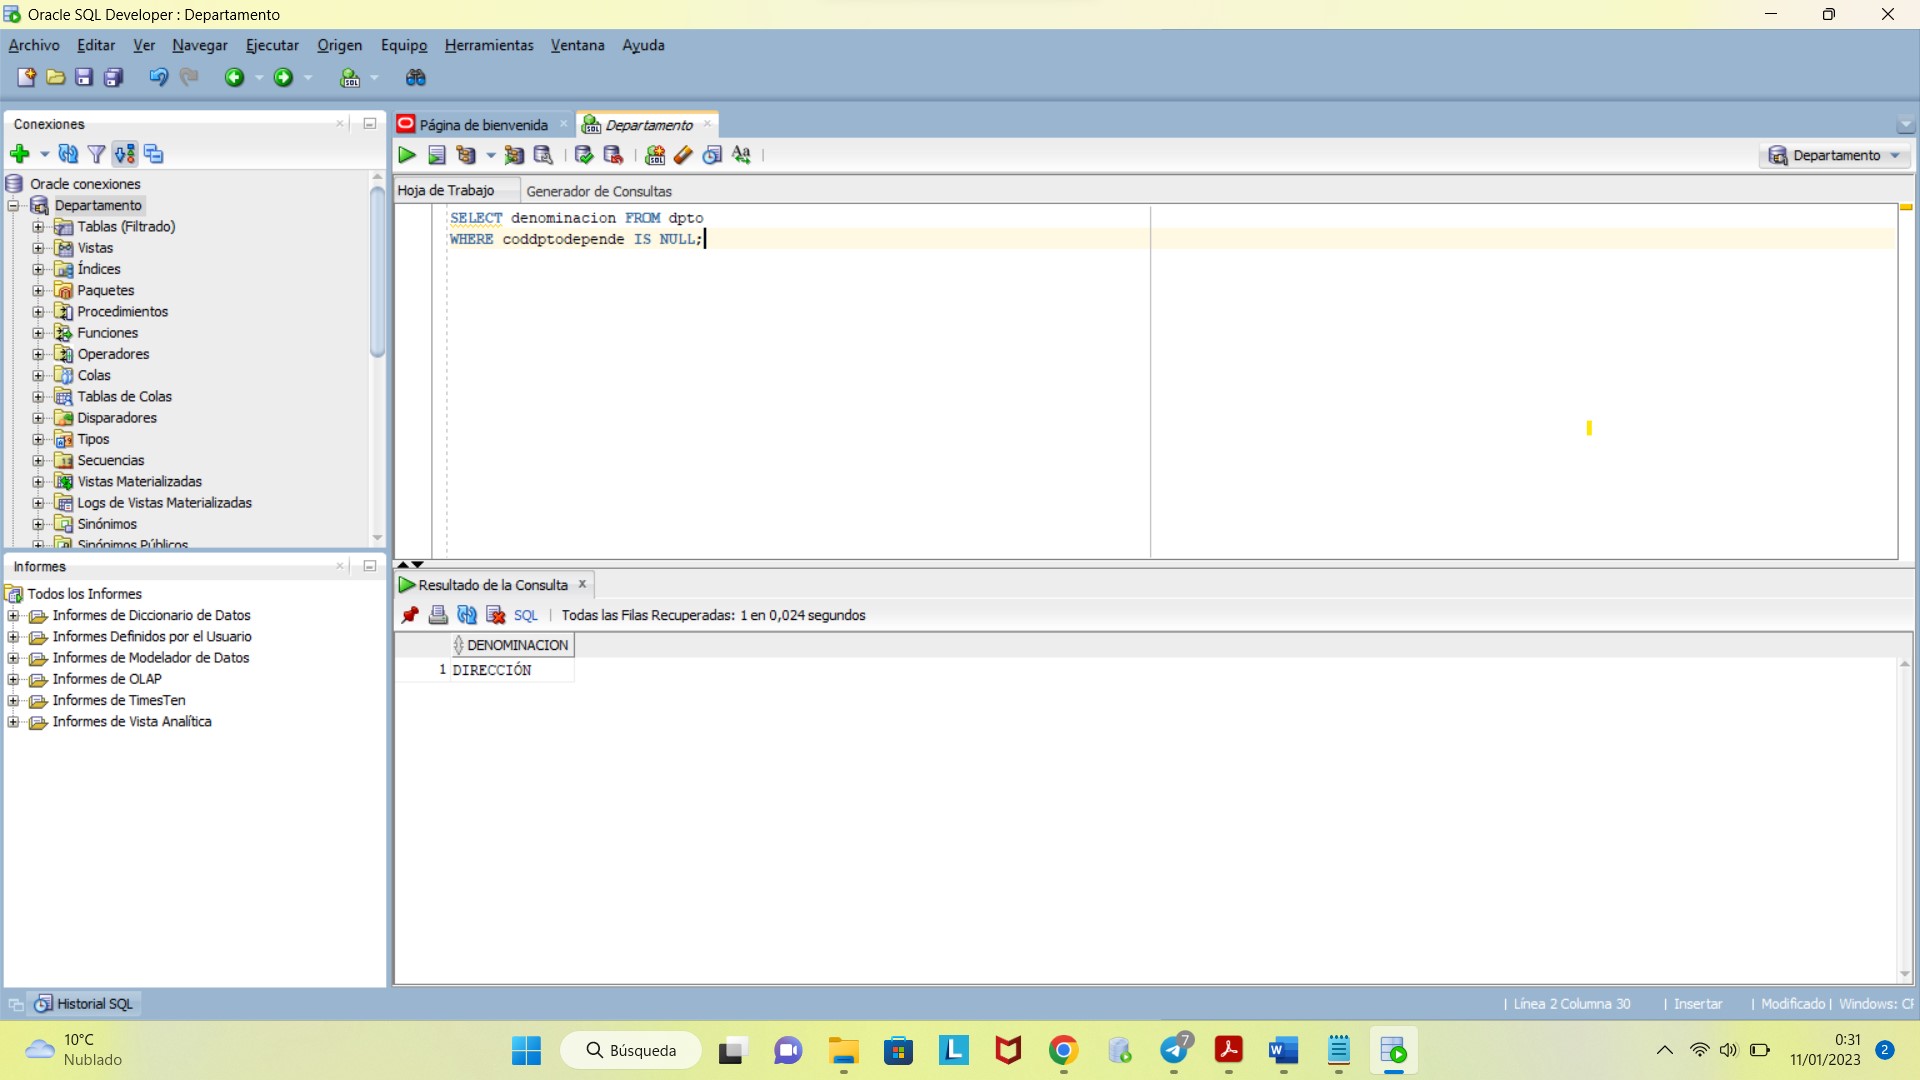 Oracle SQL Developer : Departamento
Archivo Editar Ver Navegar Ejecutar Origen Equipo Herramientas Ventana Ayuda
SQL
Conexiones
Oracle conexiones
Departamento
Tablas (Filtrado)
Vistas
Índices
Paquetes
Procedimientos
Funciones
Operadores
Colas
Tablas de Colas
Disparadores
Tipos
Secuencias
Vistas Materializadas
Logs de Vistas Materializadas
Sinónimos
Sinónimos Públicos
Informes
Todos los Informes
Informes de Diccionario de Datos
Informes Definidos por el Usuario
Informes de Modelador de Datos
Informes de OLAP
Informes de TimesTen
Informes de Vista Analítica
Página de bienvenida
Departamento
Departamento
Hoja de Trabajo
Generador de Consultas
SELECT denominacion FROM dpto
WHERE coddptodepende IS NULL;
Resultado de la Consulta
SQL | Todas las Filas Recuperadas: 1 en 0,024 segundos
DENOMINACION
1 DIRECCIÓN
Historial SQL
| Línea 2 Columna 30 | Insertar | Modificado | Windows: CF
10°C
Nublado
Búsqueda
7
0:31
11/01/2023
2